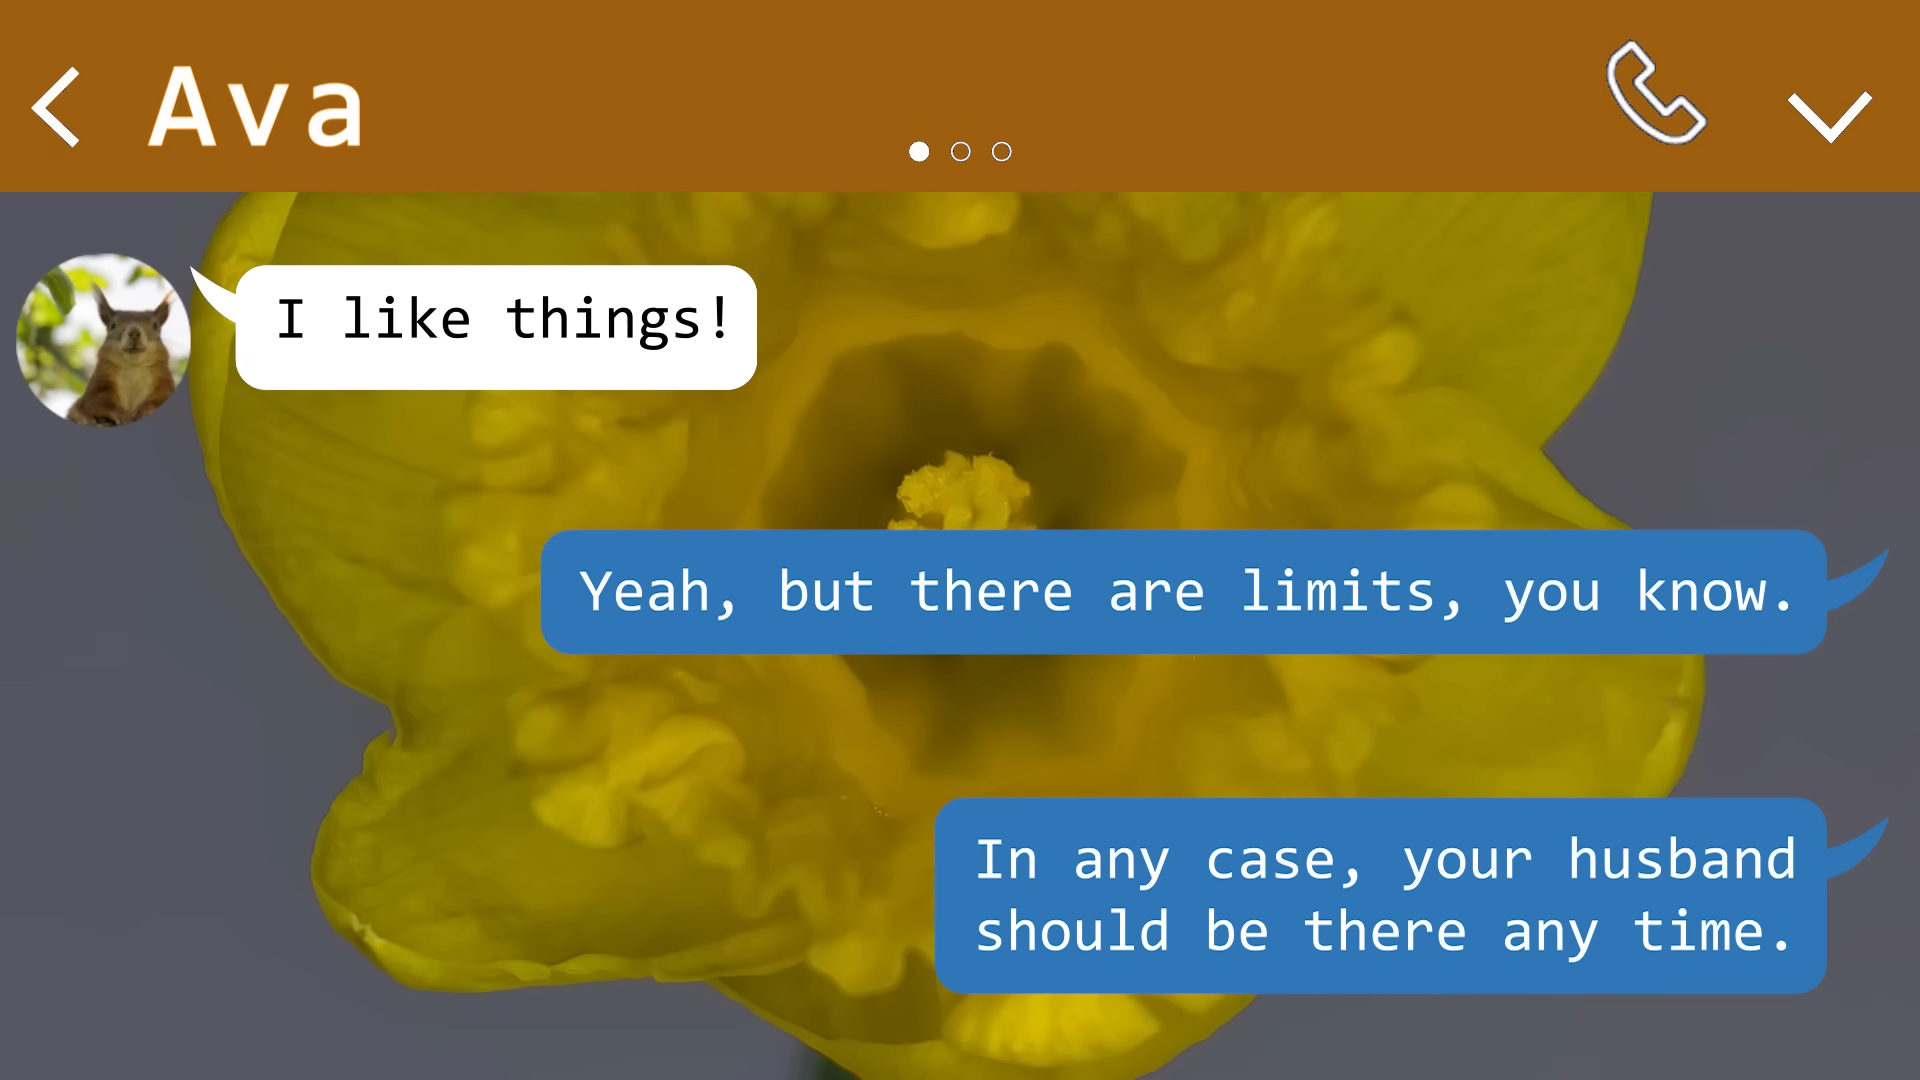 Ava
I like things!
Yeah, but there are limits, you know.
In any case, your husband
should be there any time.